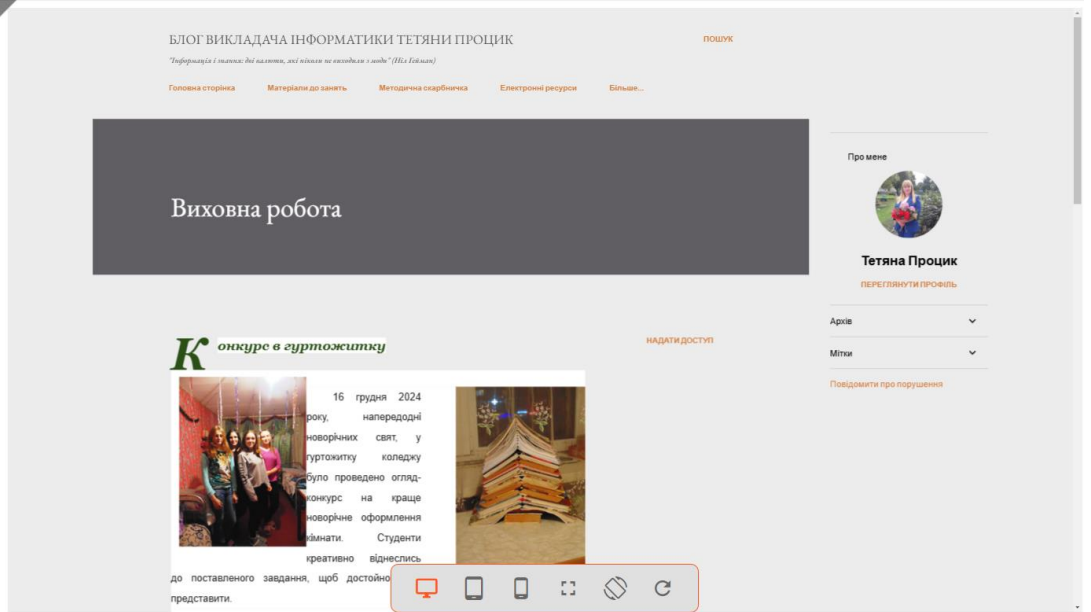 БЛОГ ВИКЛАДАЧА ІНФОРМАТИКИ ТЕТЯНИ ПРОЦИК
ПОШУК
"Інформація і знання: дві валюти, які ніколи не виходили з моди" (Ніл Гейман)
Головна сторінка
Матеріали до занять
Методична скарбничка
Електронні ресурси
Більше...
Виховна робота
Про мене
Тетяна Процик
ПЕРЕГЛЯНУТИ ПРОФІЛЬ
Архів
Мітки
Повідомити про порушення
Конкурс в гуртожитку
НАДАТИ ДОСТУП
16 грудня 2024
року, напередодні
новорічних свят, у
гуртожитку коледжу
було проведено огляд-
конкурс на краще
новорічне оформлення
кімнати. Студенти
креативно віднеслись
до поставленого завдання, щоб достойно
представити.